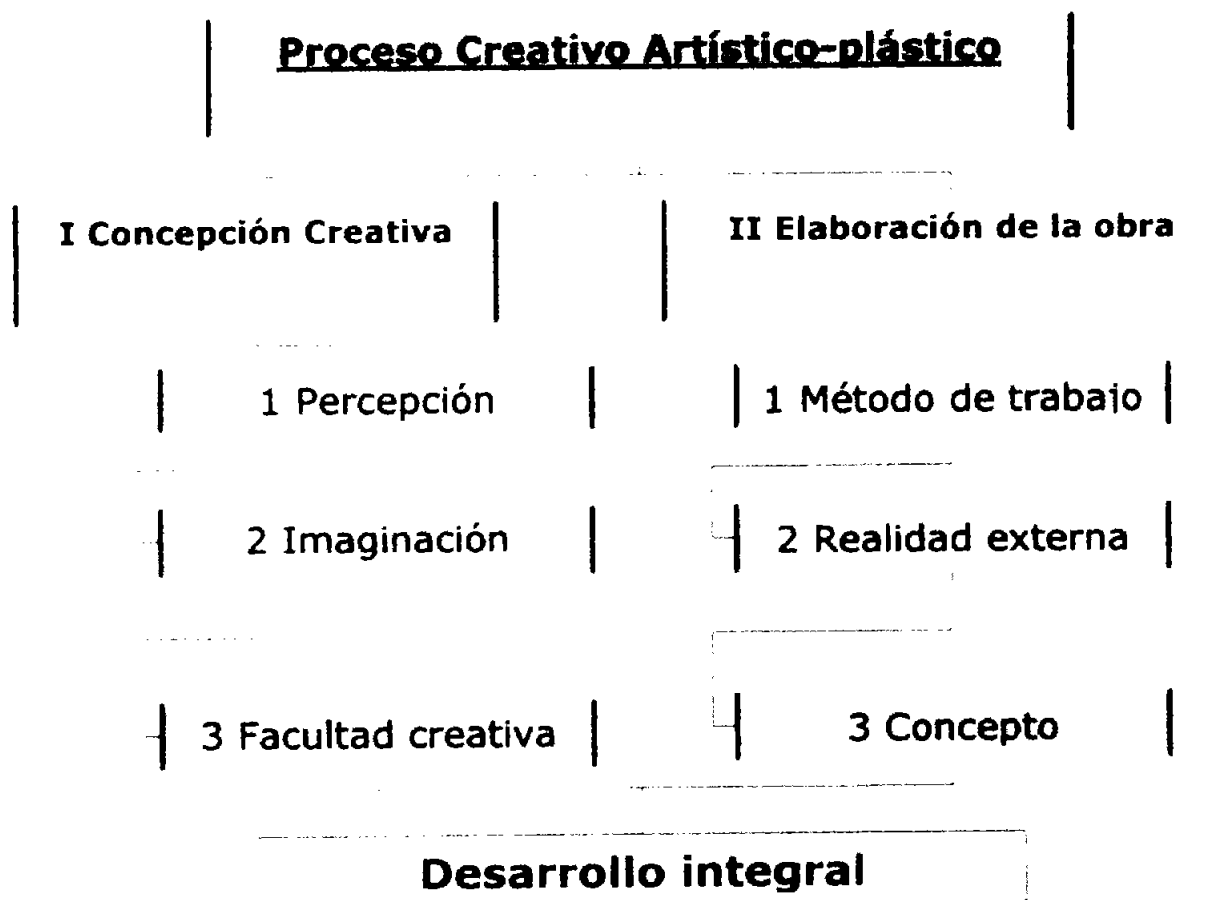 Proceso Creativo Artístico-plástico
I Concepción Creativa
II Elaboración de la obra
1 Percepción
1 Método de trabajo
2 Imaginación
2 Realidad externa
3 Facultad creativa
3 Concepto
Desarrollo integral